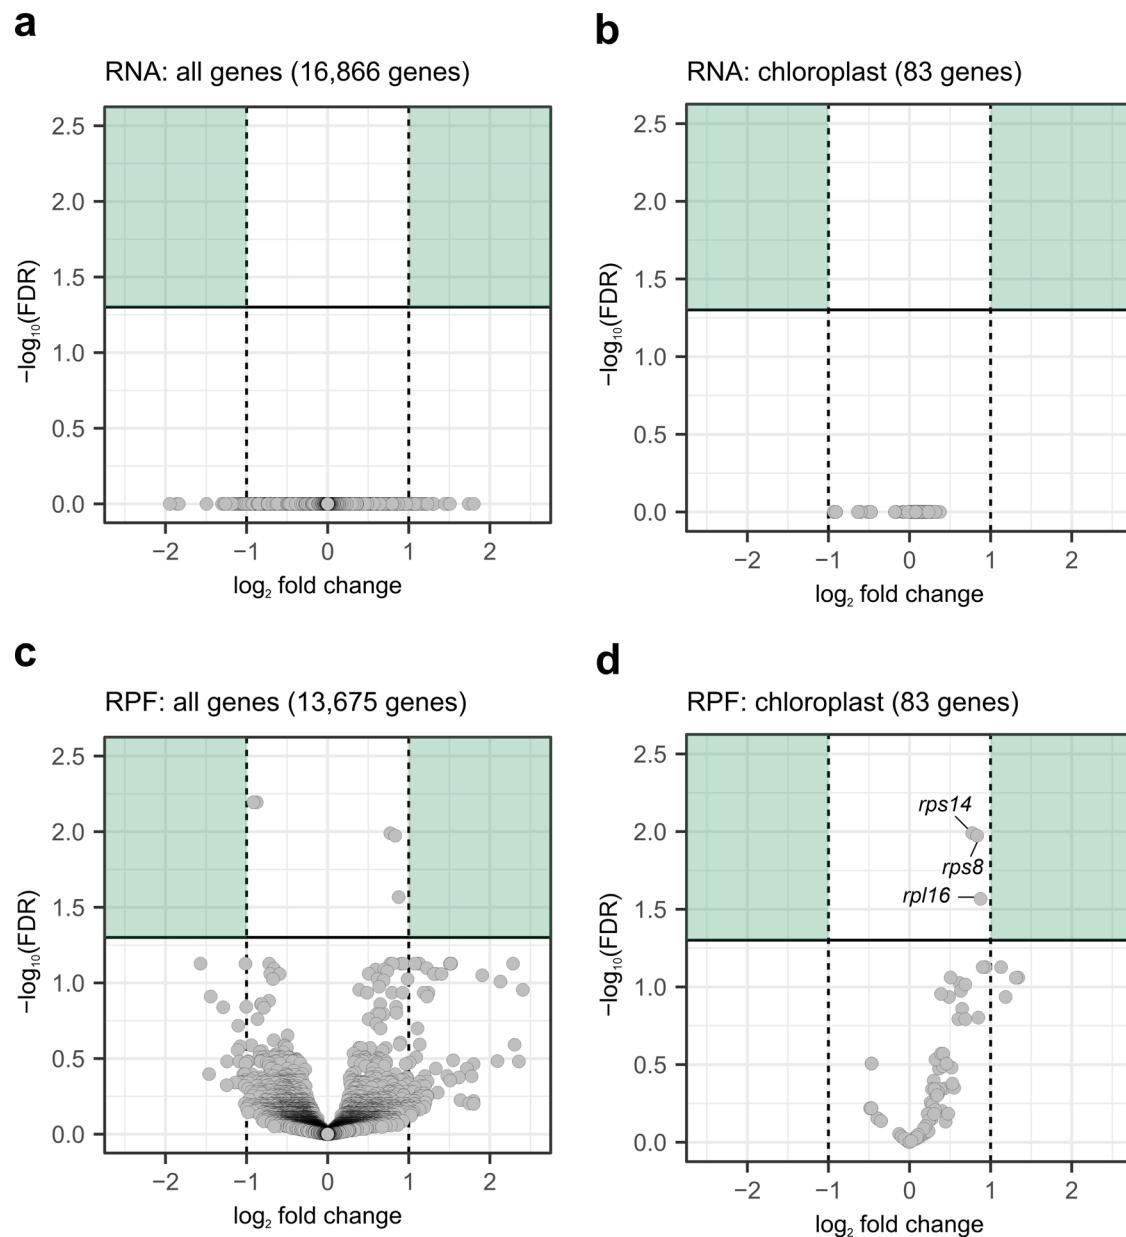 a
RNA: all genes (16,866 genes)
2.5
2.0
1.5
1.0
0.5
0.0
−log₁₀(FDR)
−2 −1 0 1 2
log₂ fold change
b
RNA: chloroplast (83 genes)
2.5
2.0
1.5
1.0
0.5
0.0
−log₁₀(FDR)
−2 −1 0 1 2
log₂ fold change
c
RPF: all genes (13,675 genes)
2.5
2.0
1.5
1.0
0.5
0.0
−log₁₀(FDR)
−2 −1 0 1 2
log₂ fold change
d
RPF: chloroplast (83 genes)
2.5
2.0
1.5
1.0
0.5
0.0
−log₁₀(FDR)
rps14
rps8
rpl16
−2 −1 0 1 2
log₂ fold change